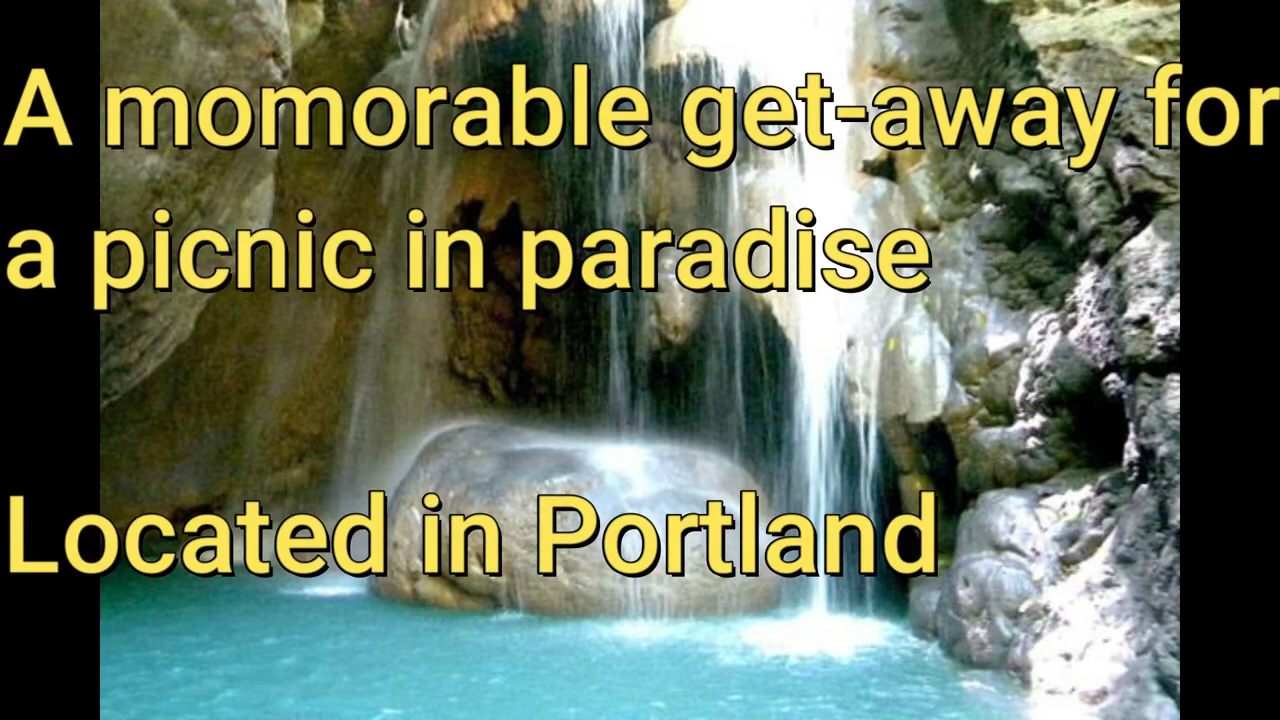 A momorable get-away for
a picnic in paradise
Located in Portland